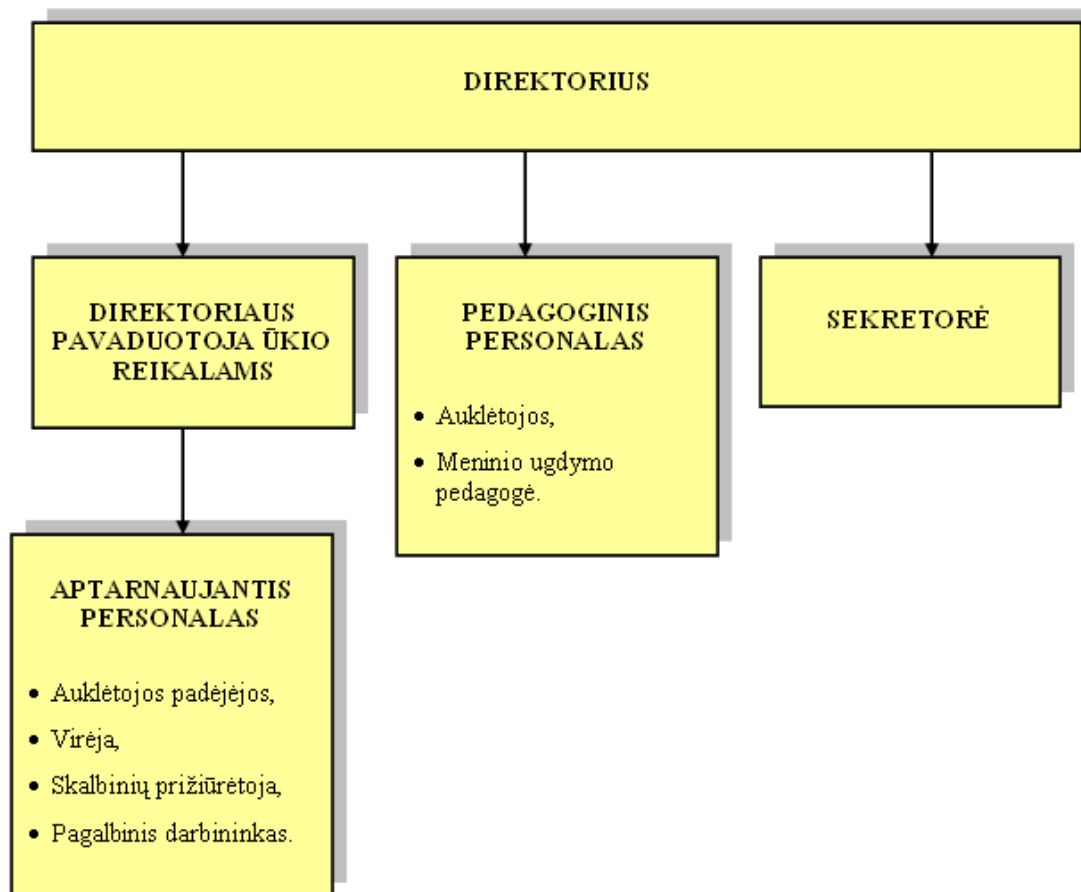 DIREKTORIUS
DIREKTORIAUS
PAVADUOTOJA ŪKIO
REIKALAMS
PEDAGOGINIS
PERSONALAS
• Auklėtojos,
• Meninio ugdymo
pedagogė.
SEKRETORĖ
APTARNAUJANTIS
PERSONALAS
• Auklėtojos padėjėjos,
• Virėja,
• Skalbinių prižiūrėtoja,
• Pagalbinis darbininkas.